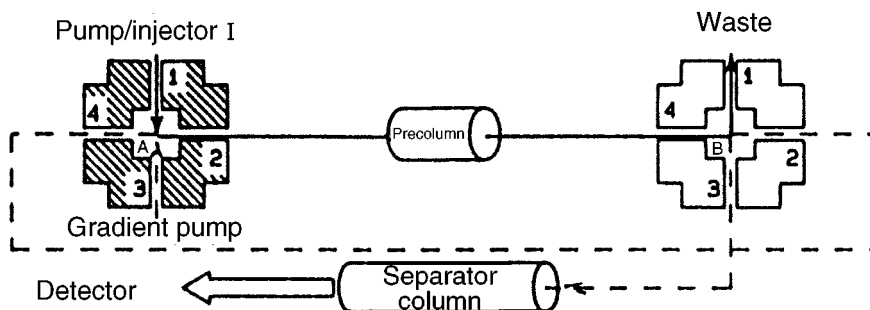 Pump/injector I
Waste
1
4
A
2
3
Gradient pump
Precolumn
1
4
B
2
3
Separator
column
Detector